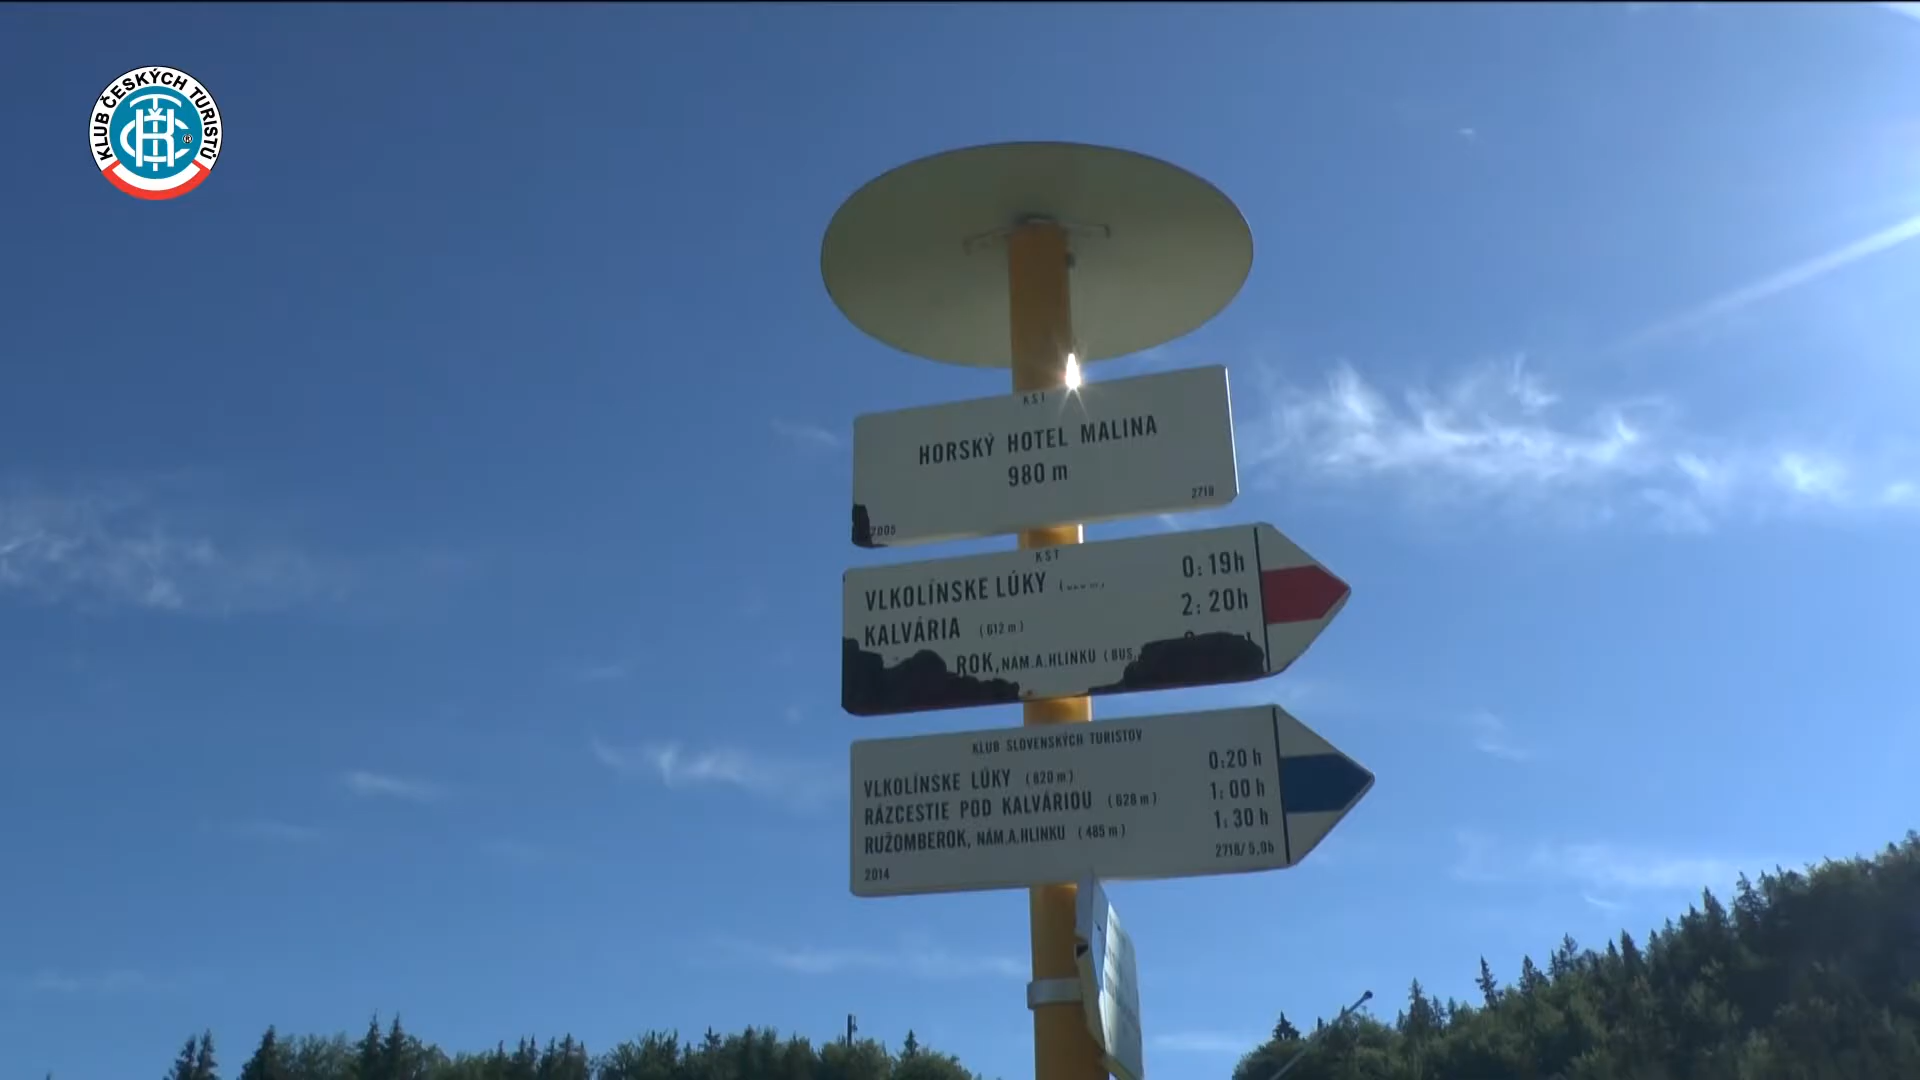 KLUB ČESKÝCH TURISTŮ
KČT
KST
HORSKÝ HOTEL MALINA
980 m
2005 2718
KST
VLKOLÍNSKE LÚKY 0:19h
KALVÁRIA (612 m) 2:20h
ROK, NÁM.A.HLINKU (BUS
KLUB SLOVENSKÝCH TURISTOV
VLKOLÍNSKE LÚKY (820 m) 0:20 h
RÁZCESTIE POD KALVÁRIOU (628 m) 1:00 h
RUŽOMBEROK, NÁM.A.HLINKU (485 m) 1:30 h
2014 2718/5,0b